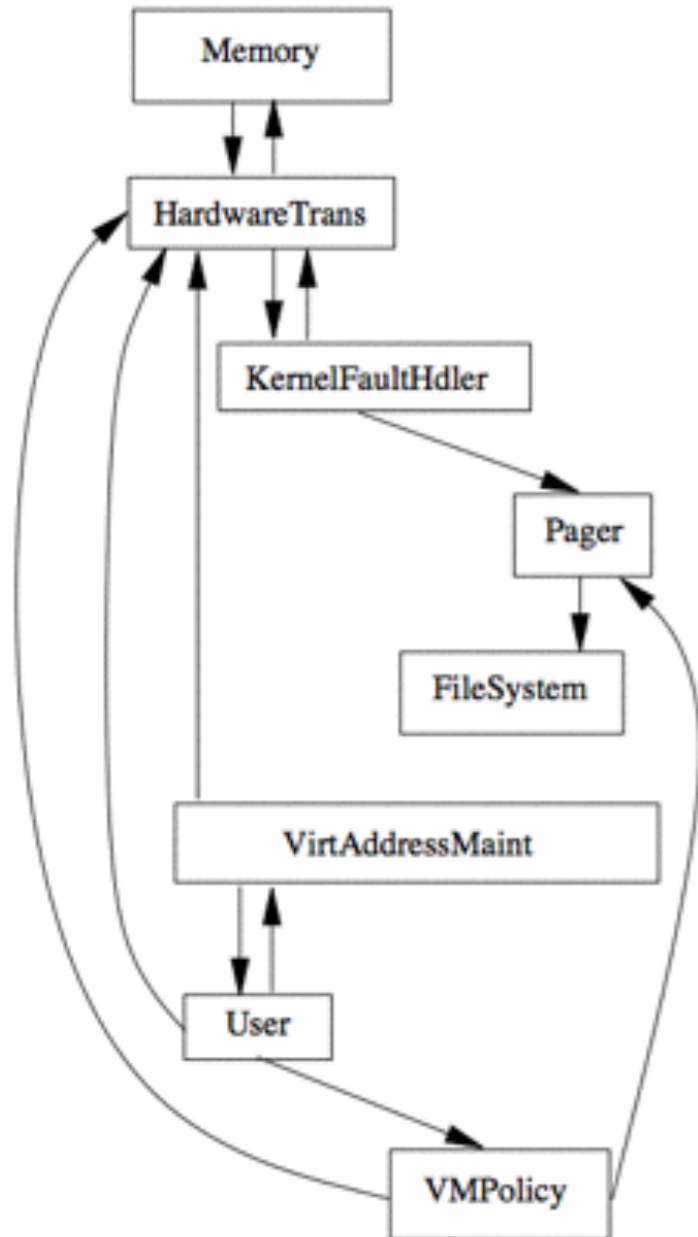 Memory
HardwareTrans
KernelFaultHdler
Pager
FileSystem
VirtAddressMaint
User
VMPolicy